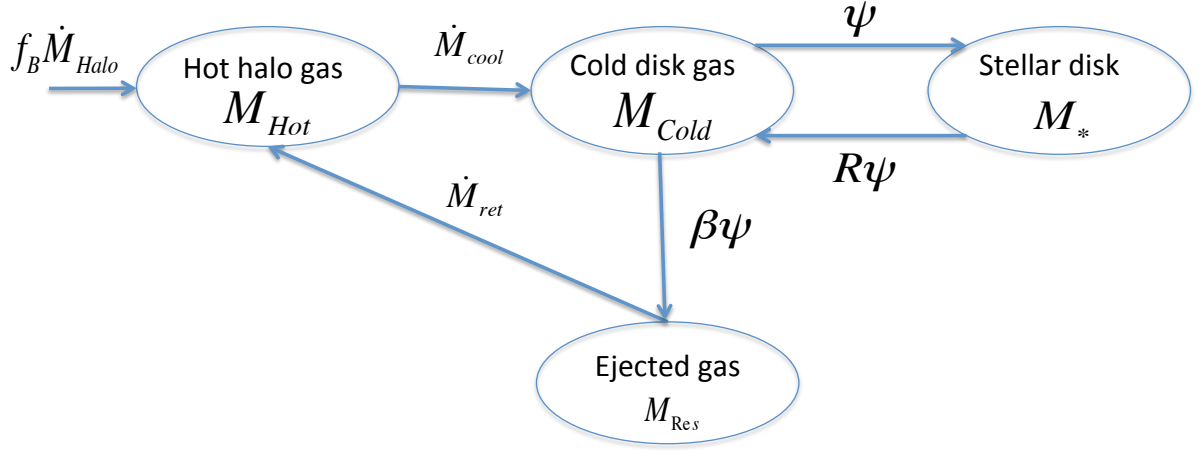 f_B Ṁ_Halo
Hot halo gas
M_Hot
Ṁ_cool
Cold disk gas
M_Cold
ψ
Stellar disk
M_*
Rψ
Ṁ_ret
βψ
Ejected gas
M_Res